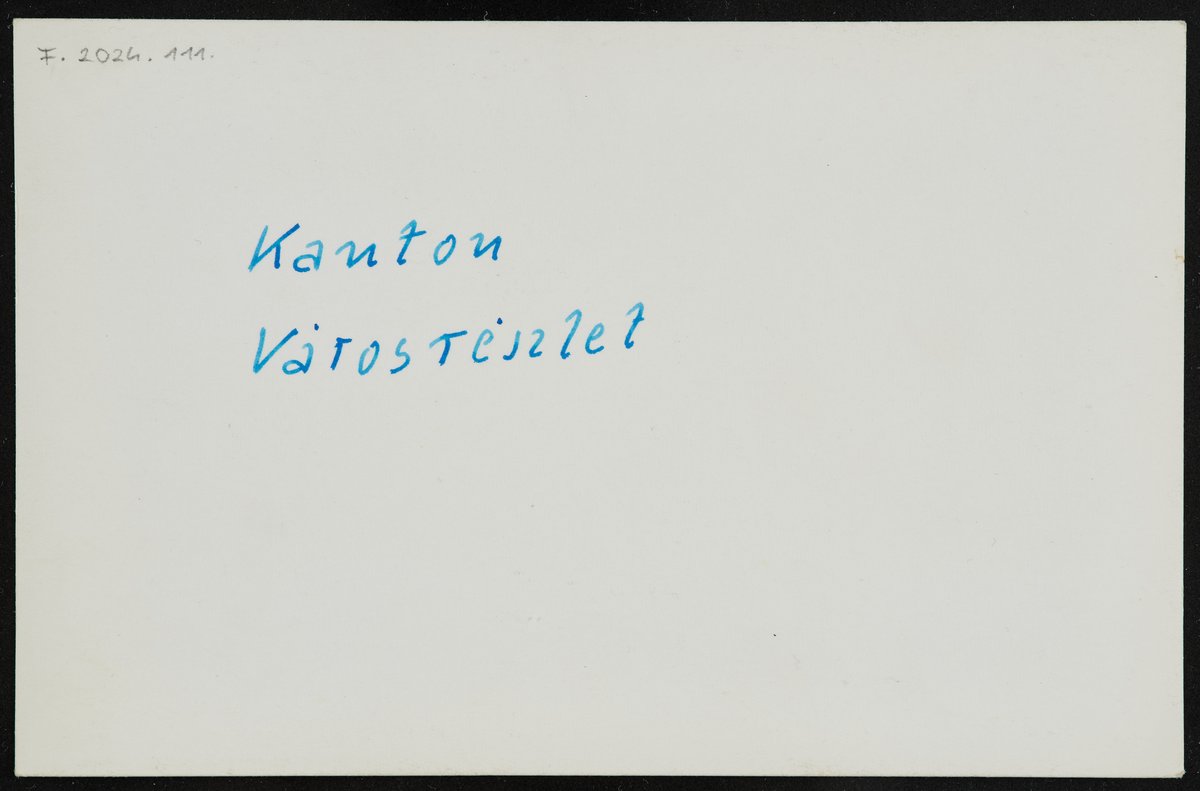 F. 2024. 111.
Kanton
Városrészlet